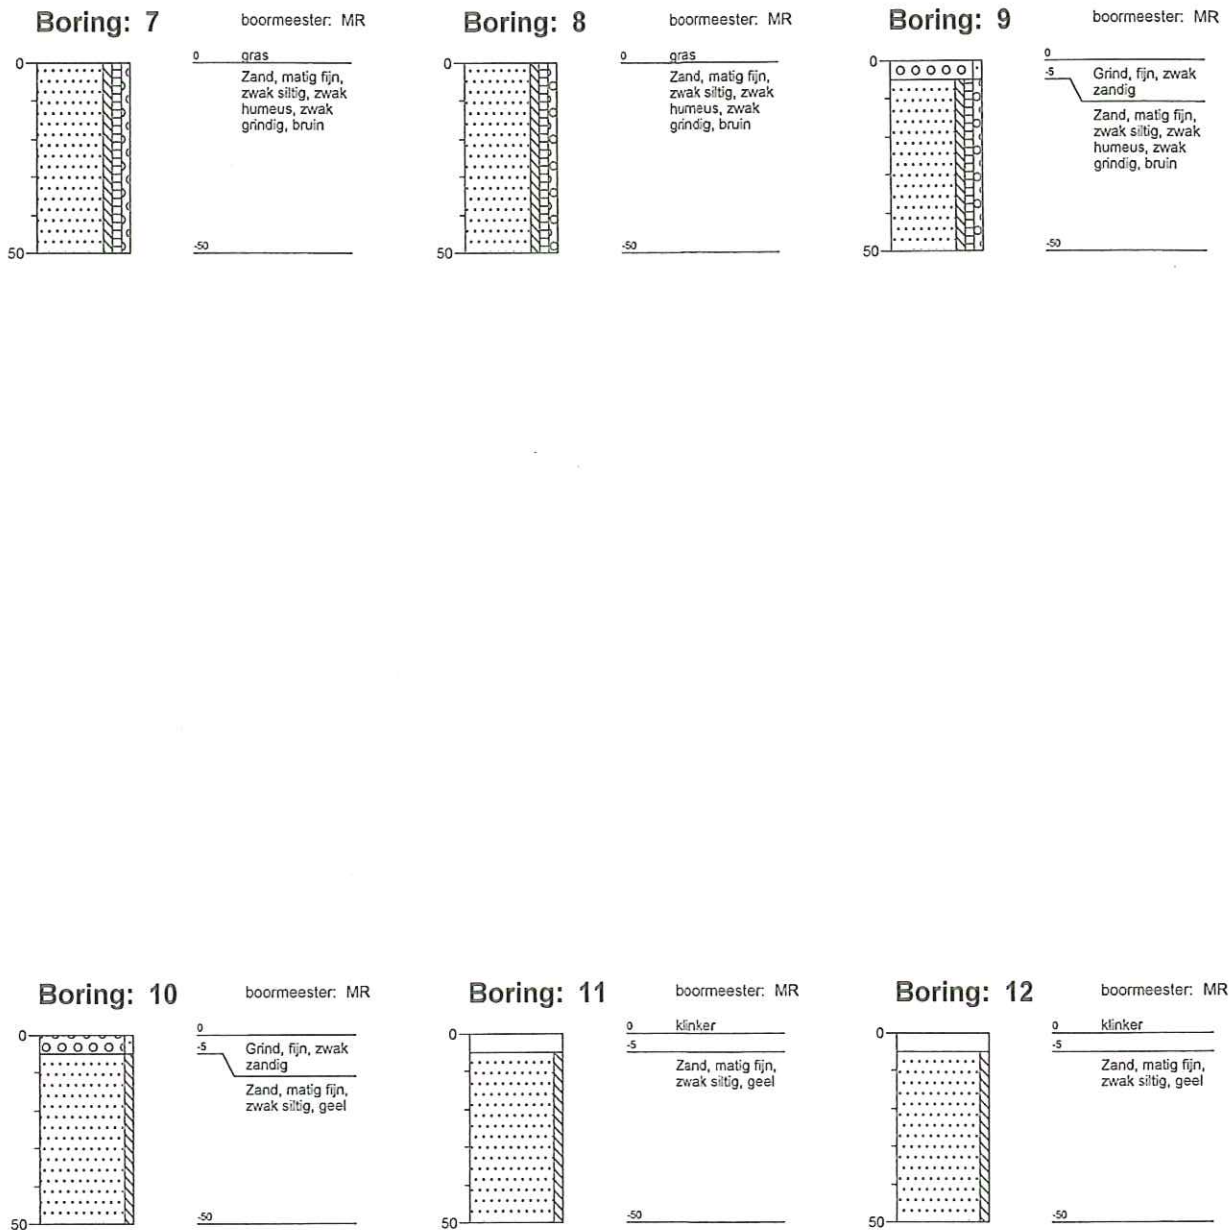 Boring: 7
boormeester: MR
0
0 gras
Zand, matig fijn,
zwak siltig, zwak
humeus, zwak
grindig, bruin
-50
50
Boring: 8
boormeester: MR
0
0 gras
Zand, matig fijn,
zwak siltig, zwak
humeus, zwak
grindig, bruin
-50
50
Boring: 9
boormeester: MR
0
0
-5
Grind, fijn, zwak
zandig
Zand, matig fijn,
zwak siltig, zwak
humeus, zwak
grindig, bruin
-50
50
Boring: 10
boormeester: MR
0
0
-5
Grind, fijn, zwak
zandig
Zand, matig fijn,
zwak siltig, geel
-50
50
Boring: 11
boormeester: MR
0
0 klinker
-5
Zand, matig fijn,
zwak siltig, geel
-50
50
Boring: 12
boormeester: MR
0
0 klinker
-5
Zand, matig fijn,
zwak siltig, geel
-50
50